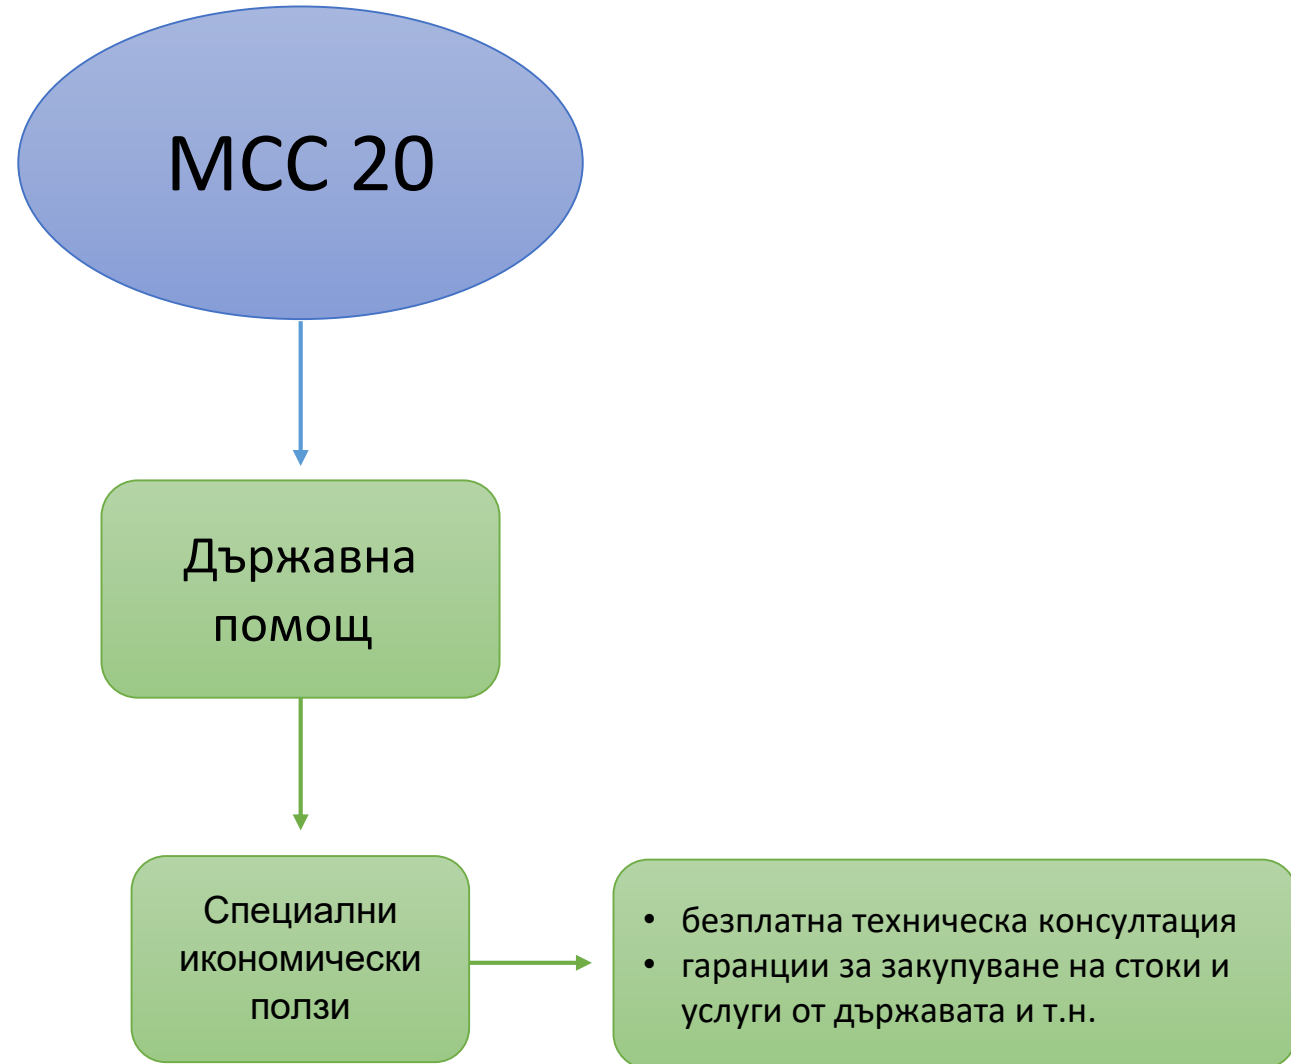 МСС 20
Държавна
помощ
Специални
икономически
ползи
• безплатна техническа консултация
• гаранции за закупуване на стоки и
услуги от държавата и т.н.